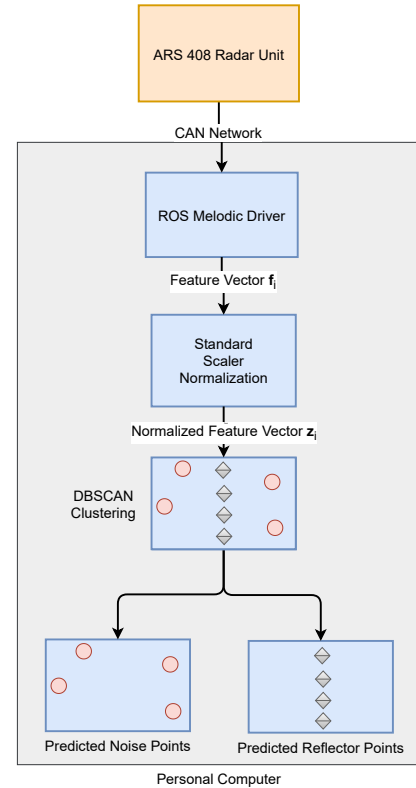 ARS 408 Radar Unit
CAN Network
ROS Melodic Driver
Feature Vector fᵢ
Standard
Scaler
Normalization
Normalized Feature Vector zᵢ
DBSCAN
Clustering
Predicted Noise Points
Predicted Reflector Points
Personal Computer